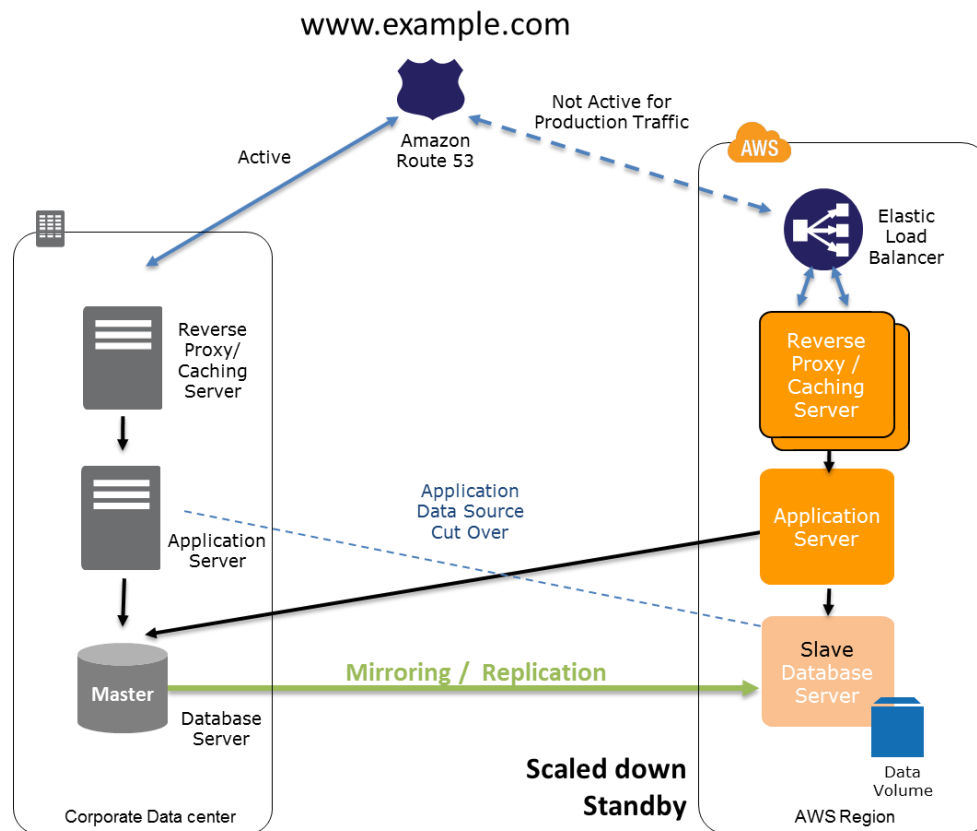 www.example.com
Not Active for
Production Traffic
Amazon
Route 53
Active
AWS
Elastic
Load
Balancer
Reverse
Proxy/
Caching
Server
Reverse
Proxy /
Caching
Server
Application
Data Source
Cut Over
Application
Server
Application
Server
Slave
Database
Server
Mirroring / Replication
Master
Database
Server
Scaled down
Standby
Data
Volume
Corporate Data center
AWS Region